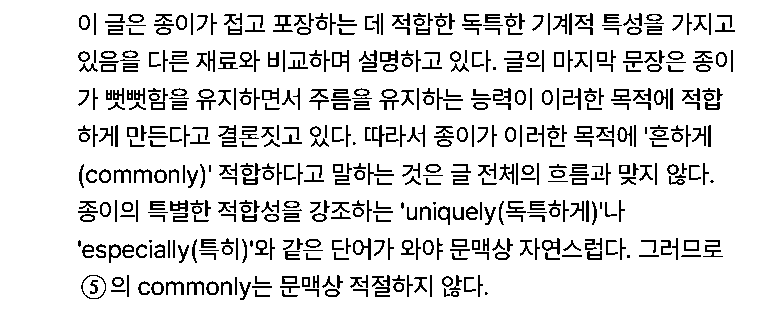 이 글은 종이가 접고 포장하는 데 적합한 독특한 기계적 특성을 가지고
있음을 다른 재료와 비교하며 설명하고 있다. 글의 마지막 문장은 종이
가 뻣뻣함을 유지하면서 주름을 유지하는 능력이 이러한 목적에 적합
하게 만든다고 결론짓고 있다. 따라서 종이가 이러한 목적에 '흔하게
(commonly)' 적합하다고 말하는 것은 글 전체의 흐름과 맞지 않다.
종이의 특별한 적합성을 강조하는 'uniquely(독특하게)'나
'especially(특히)'와 같은 단어가 와야 문맥상 자연스럽다. 그러므로
⑤의 commonly는 문맥상 적절하지 않다.